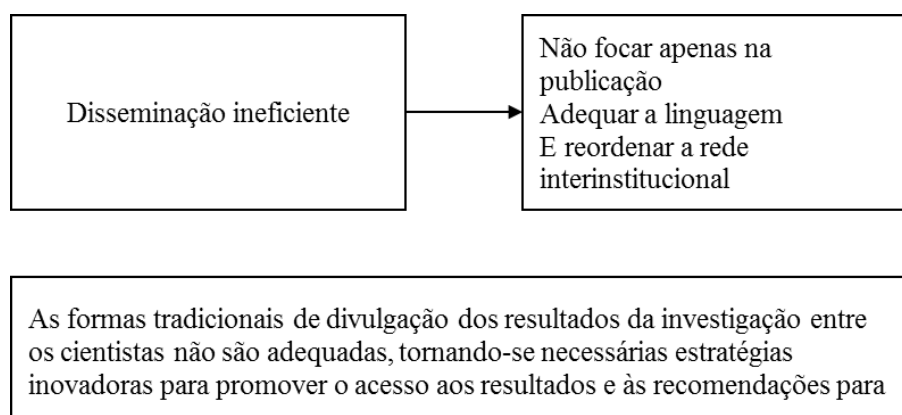 Disseminação ineficiente
Não focar apenas na
publicação
Adequar a linguagem
E reordenar a rede
interinstitucional
As formas tradicionais de divulgação dos resultados da investigação entre
os cientistas não são adequadas, tornando-se necessárias estratégias
inovadoras para promover o acesso aos resultados e às recomendações para